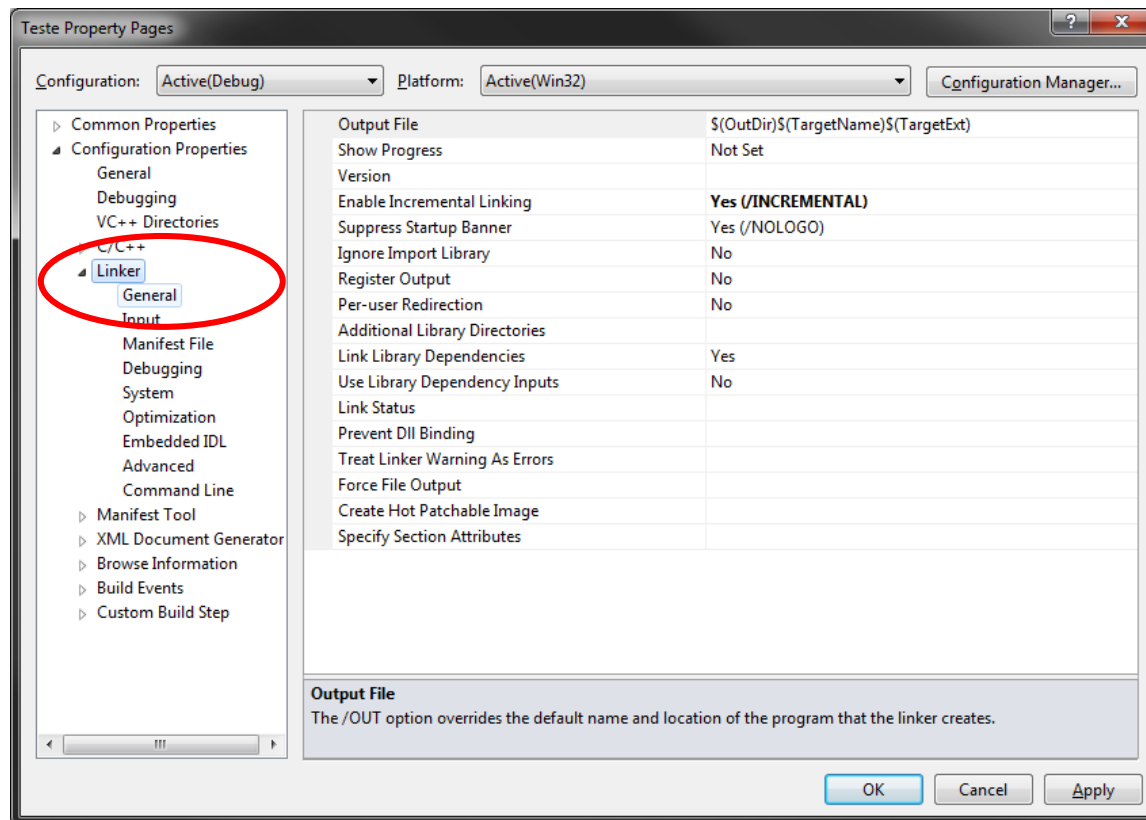 Teste Property Pages
Configuration: Active(Debug) Platform: Active(Win32) Configuration Manager...
Common Properties
Configuration Properties
General
Debugging
VC++ Directories
C/C++
Linker
General
Input
Manifest File
Debugging
System
Optimization
Embedded IDL
Advanced
Command Line
Manifest Tool
XML Document Generator
Browse Information
Build Events
Custom Build Step
Output File $(OutDir)$(TargetName)$(TargetExt)
Show Progress Not Set
Version
Enable Incremental Linking Yes (/INCREMENTAL)
Suppress Startup Banner Yes (/NOLOGO)
Ignore Import Library No
Register Output No
Per-user Redirection No
Additional Library Directories
Link Library Dependencies Yes
Use Library Dependency Inputs No
Link Status
Prevent Dll Binding
Treat Linker Warning As Errors
Force File Output
Create Hot Patchable Image
Specify Section Attributes
Output File
The /OUT option overrides the default name and location of the program that the linker creates.
OK Cancel Apply